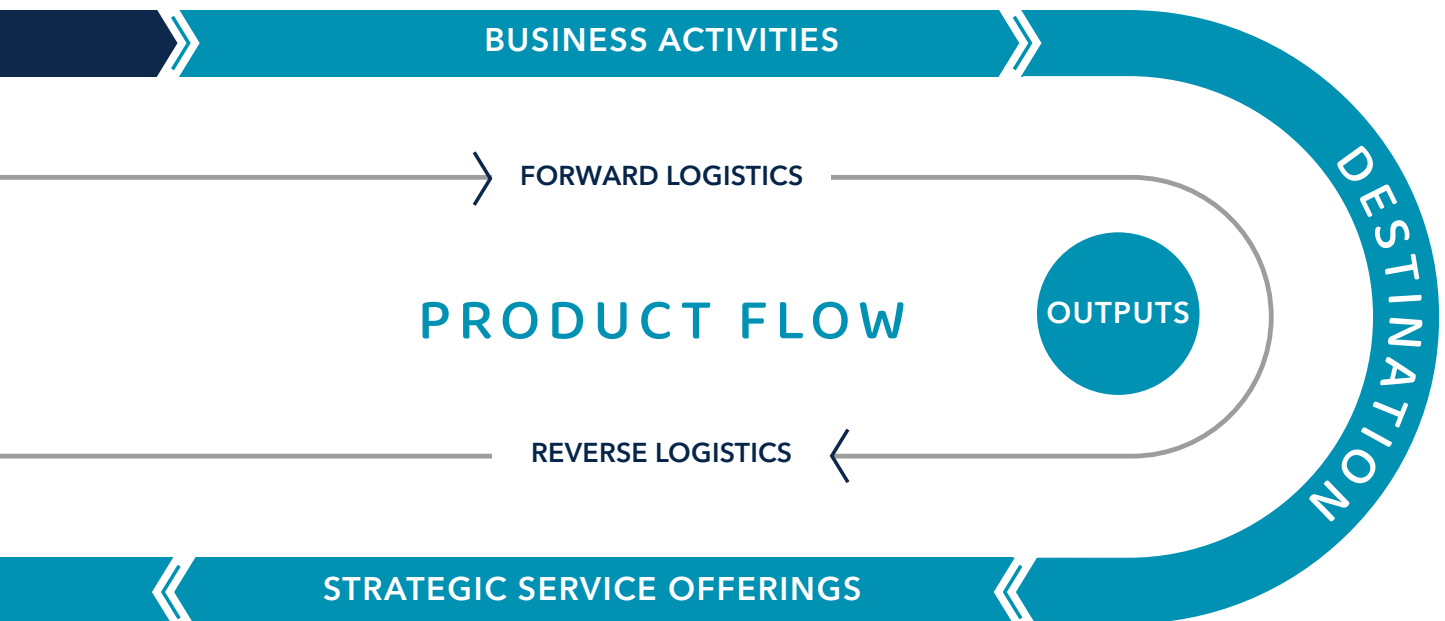 BUSINESS ACTIVITIES
FORWARD LOGISTICS
DESTINATION
PRODUCT FLOW
OUTPUTS
REVERSE LOGISTICS
STRATEGIC SERVICE OFFERINGS